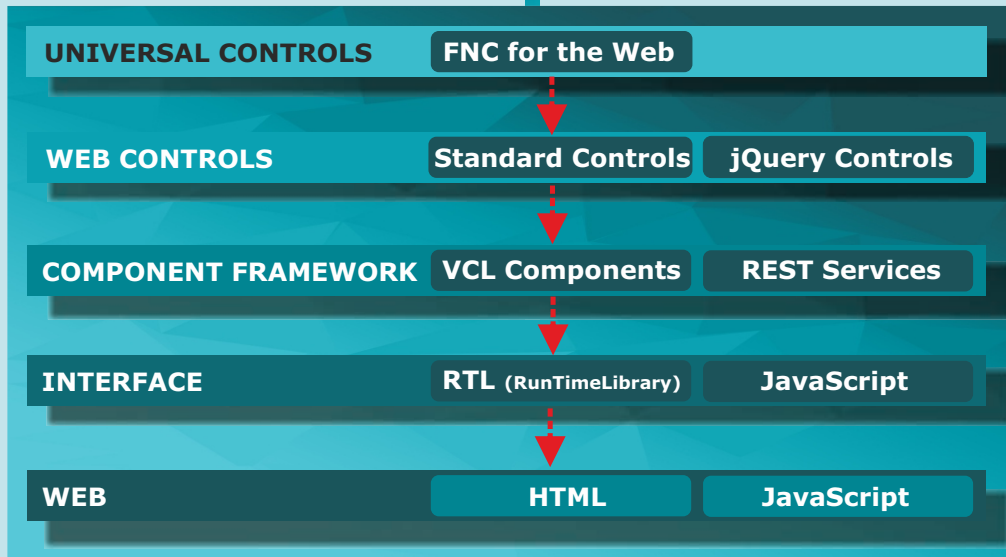 UNIVERSAL CONTROLS FNC for the Web
WEB CONTROLS Standard Controls jQuery Controls
COMPONENT FRAMEWORK VCL Components REST Services
INTERFACE RTL (RunTimeLibrary) JavaScript
WEB HTML JavaScript